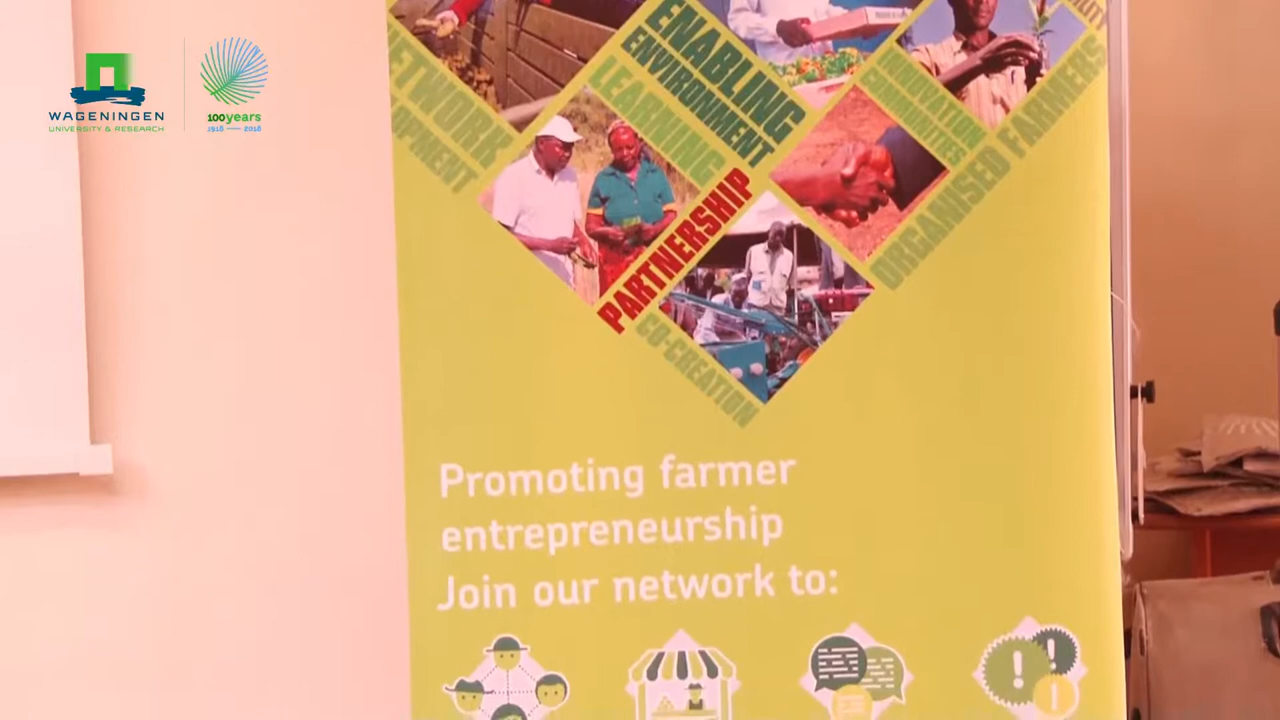 WAGENINGEN
UNIVERSITY & RESEARCH
100years
1918 — 2018
ENABLING
ENVIRONMENT
LEARNING
NETWORK
PARTNERSHIP
CO-CREATION
ORGANISED FARMERS
Promoting farmer
entrepreneurship
Join our network to: